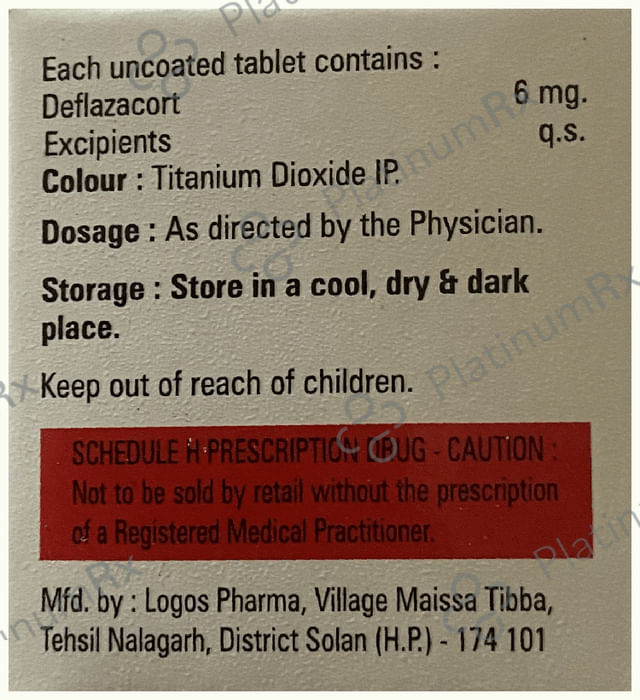 Each uncoated tablet contains :
Deflazacort 6 mg.
Excipients q.s.
Colour : Titanium Dioxide IP.
Dosage : As directed by the Physician.
Storage : Store in a cool, dry & dark
place.
Keep out of reach of children.
SCHEDULE H PRESCRIPTION DRUG - CAUTION :
Not to be sold by retail without the prescription
of a Registered Medical Practitioner.
Mfd. by : Logos Pharma, Village Maissa Tibba,
Tehsil Nalagarh, District Solan (H.P.) - 174 101
PlatinumRx